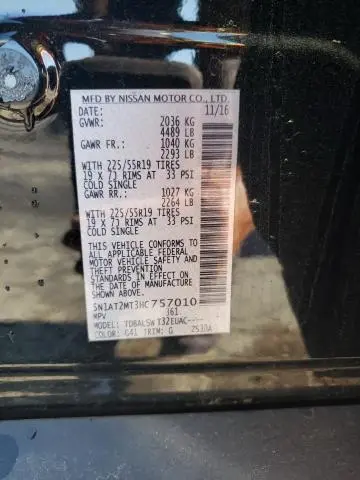 MFD BY NISSAN MOTOR CO., LTD.
DATE: 11/16
GVWR: 2036 KG
4489 LB
GAWR FR: 1040 KG
2293 LB
WITH 225/55R19 TIRES
19 X 7J RIMS AT 33 PSI
COLD SINGLE
GAWR RR: 1027 KG
2264 LB
WITH 225/55R19 TIRES
19 X 7J RIMS AT 33 PSI
COLD SINGLE
THIS VEHICLE CONFORMS TO
ALL APPLICABLE FEDERAL
MOTOR VEHICLE SAFETY AND
THEFT PREVENTION
STANDARDS IN EFFECT ON
THE DATE OF MANUFACTURE
SHOWN ABOVE
5N1AT2MT3HC757010
MPV 361
MODEL:
COLOR: G41 TRIM: G